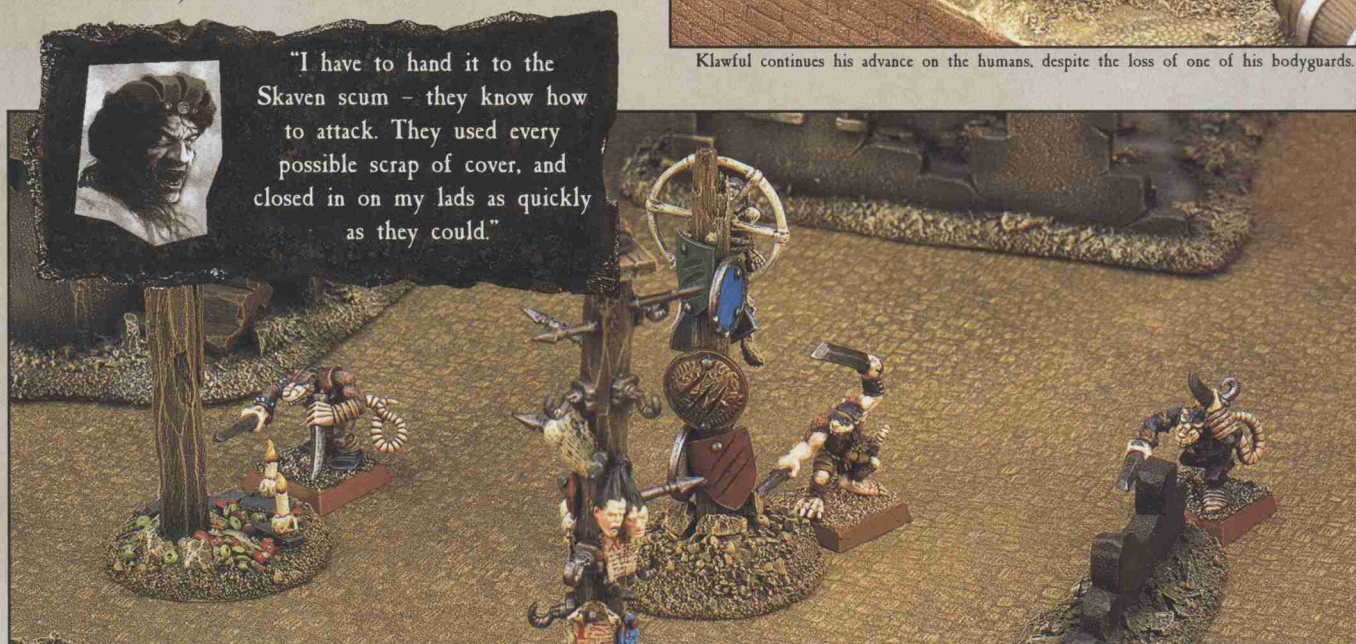 Klawful continues his advance on the humans, despite the loss of one of his bodyguards.
"I have to hand it to the
Skaven scum – they know how
to attack. They used every
possible scrap of cover, and
closed in on my lads as quickly
as they could."